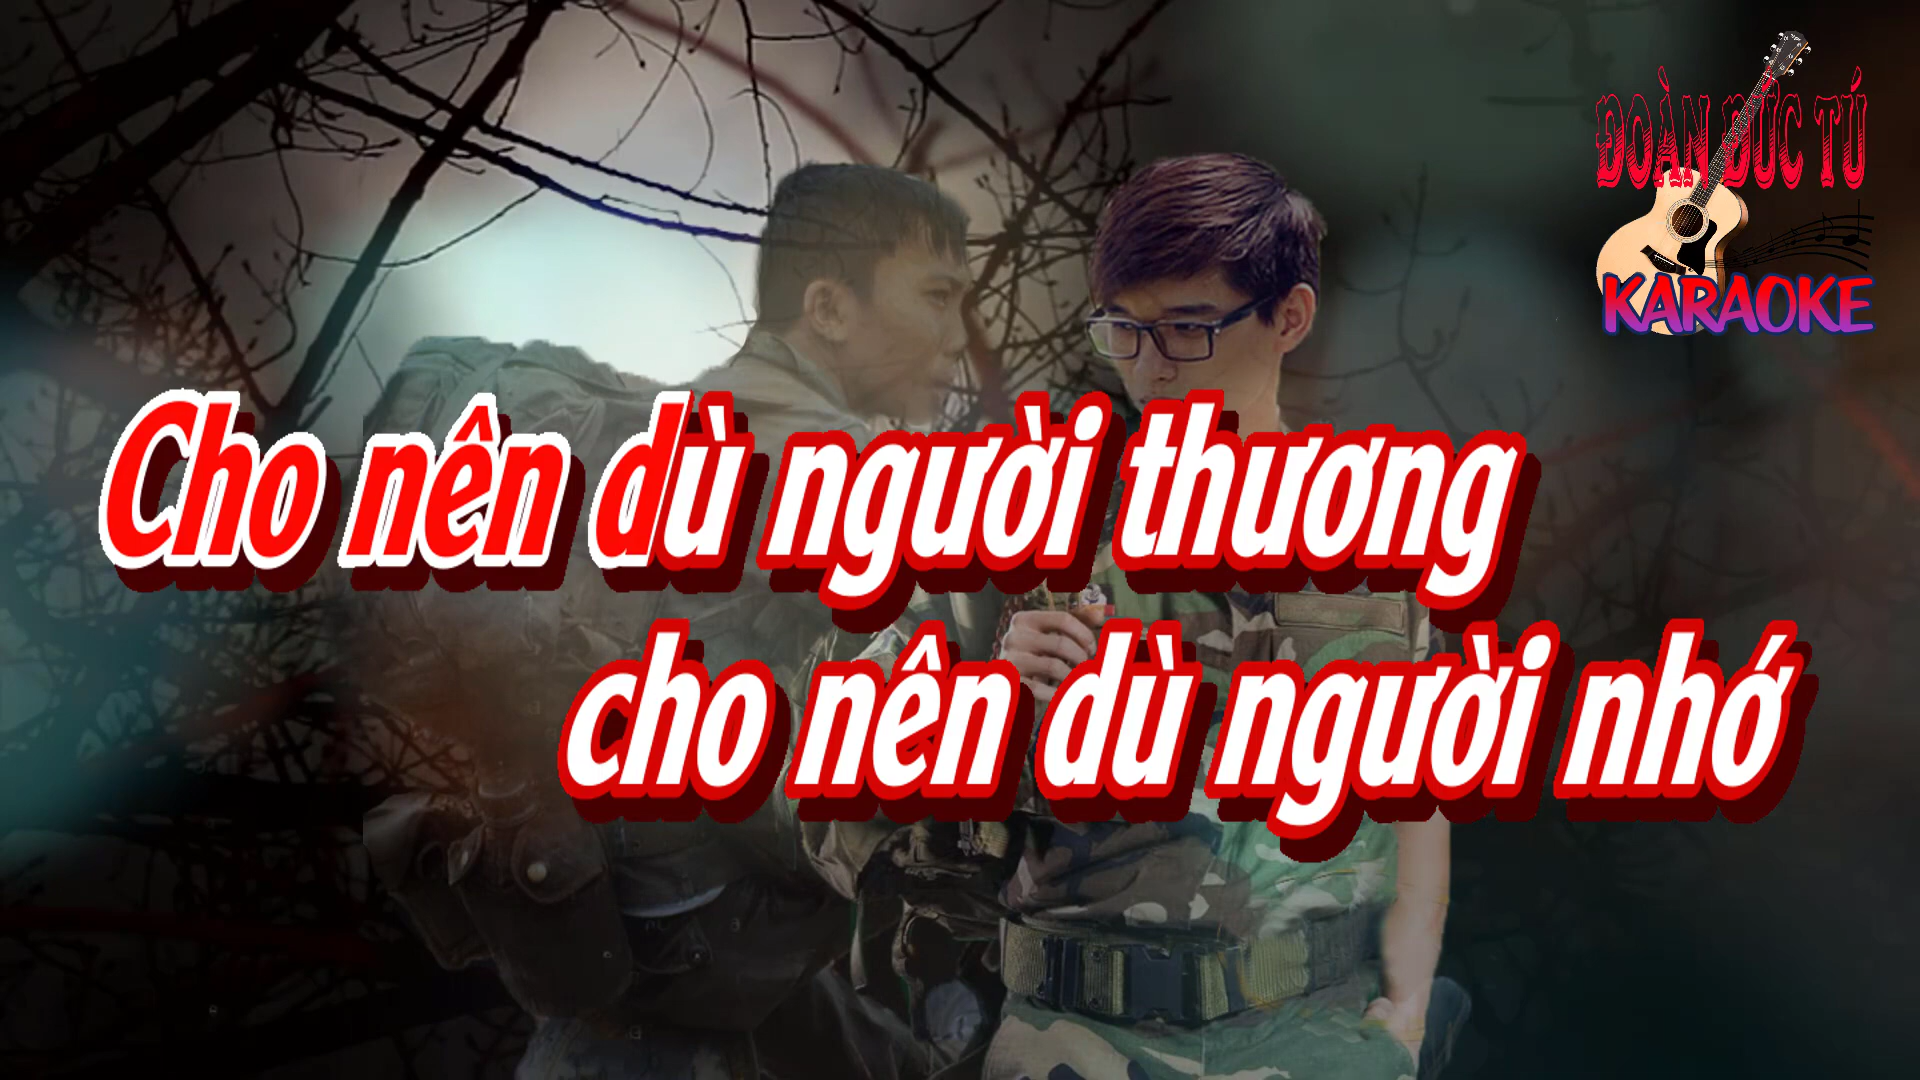 ĐOÀN ĐỨC TÚ
KARAOKE
Cho nên dù người thương
cho nên dù người nhớ